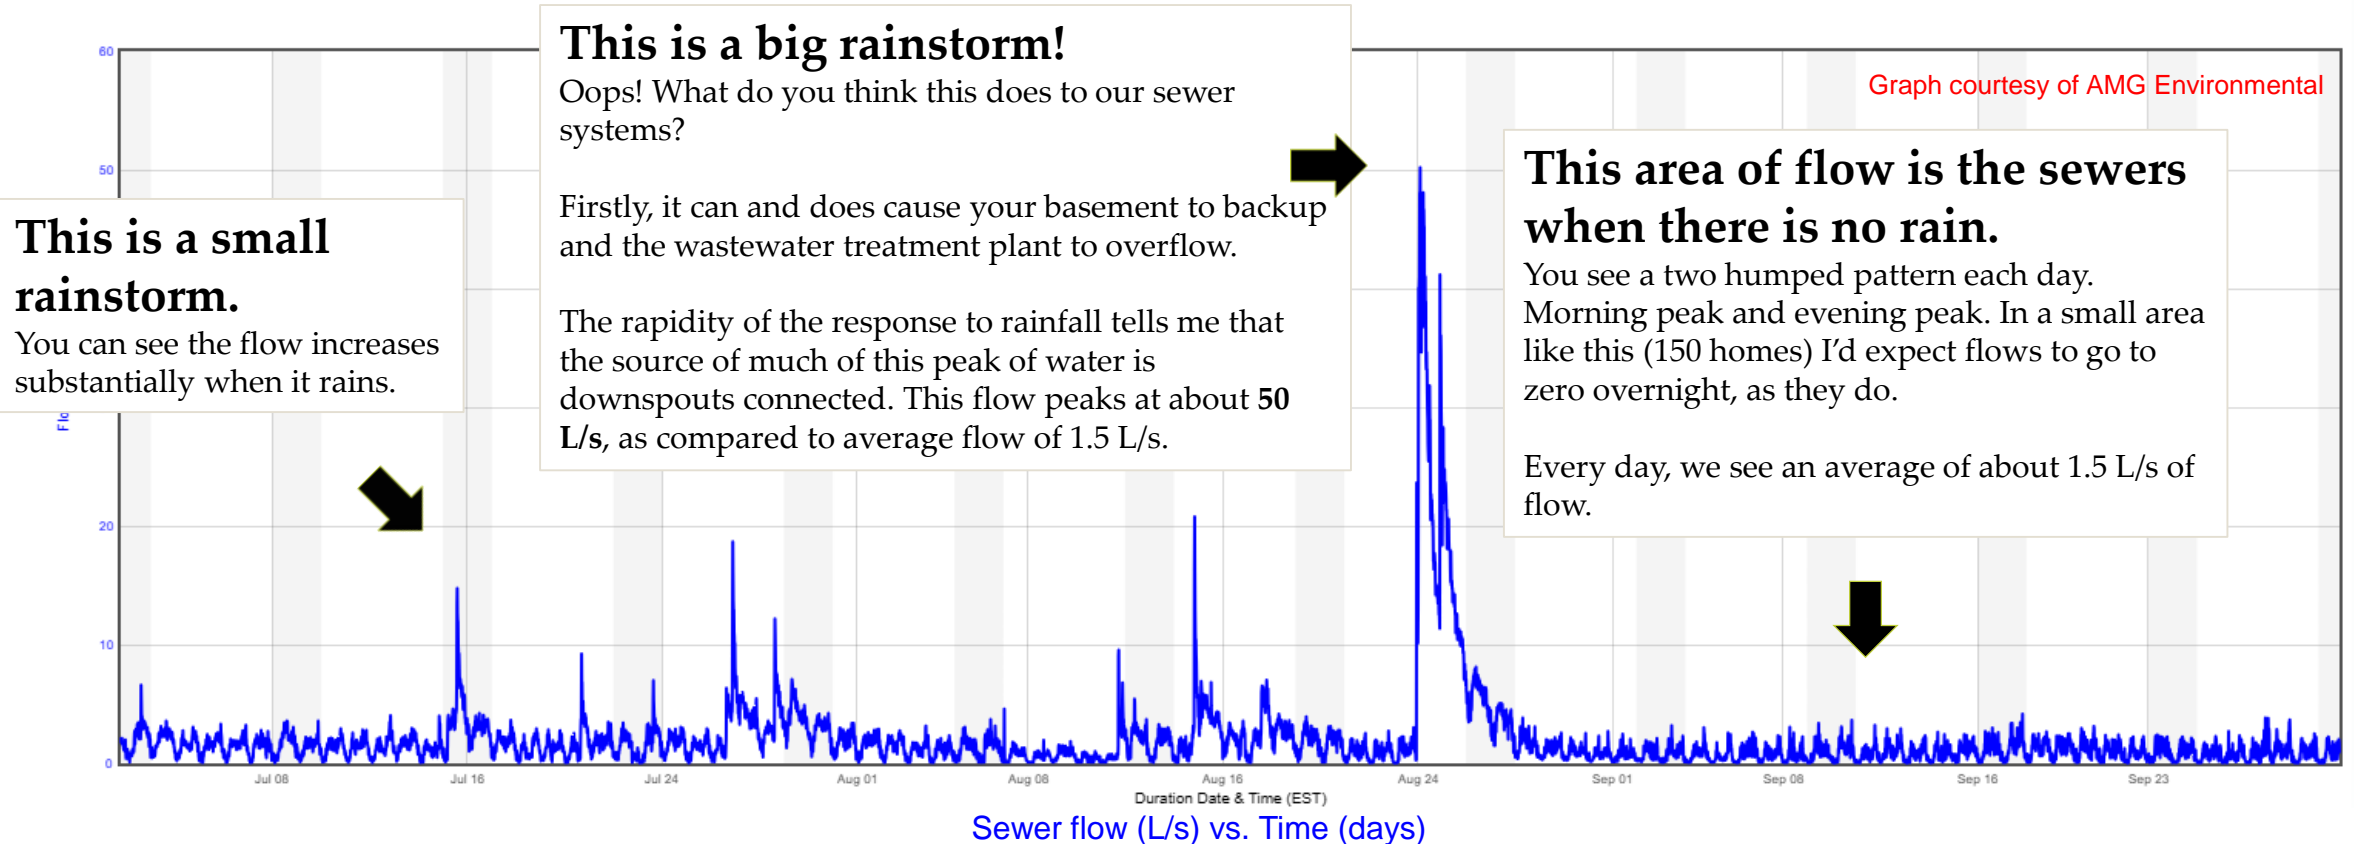 This is a big rainstorm!
Oops! What do you think this does to our sewer
systems?
Firstly, it can and does cause your basement to backup
and the wastewater treatment plant to overflow.
The rapidity of the response to rainfall tells me that
the source of much of this peak of water is
downspouts connected. This flow peaks at about 50
L/s, as compared to average flow of 1.5 L/s.
Graph courtesy of AMG Environmental
This is a small
rainstorm.
You can see the flow increases
substantially when it rains.
This area of flow is the sewers
when there is no rain.
You see a two humped pattern each day.
Morning peak and evening peak. In a small area
like this (150 homes) I'd expect flows to go to
zero overnight, as they do.
Every day, we see an average of about 1.5 L/s of
flow.
60
50
20
10
0
Jul 08 Jul 16 Jul 24 Aug 01 Aug 08 Aug 16 Aug 24 Sep 01 Sep 08 Sep 16 Sep 23
Duration Date & Time (EST)
Sewer flow (L/s) vs. Time (days)